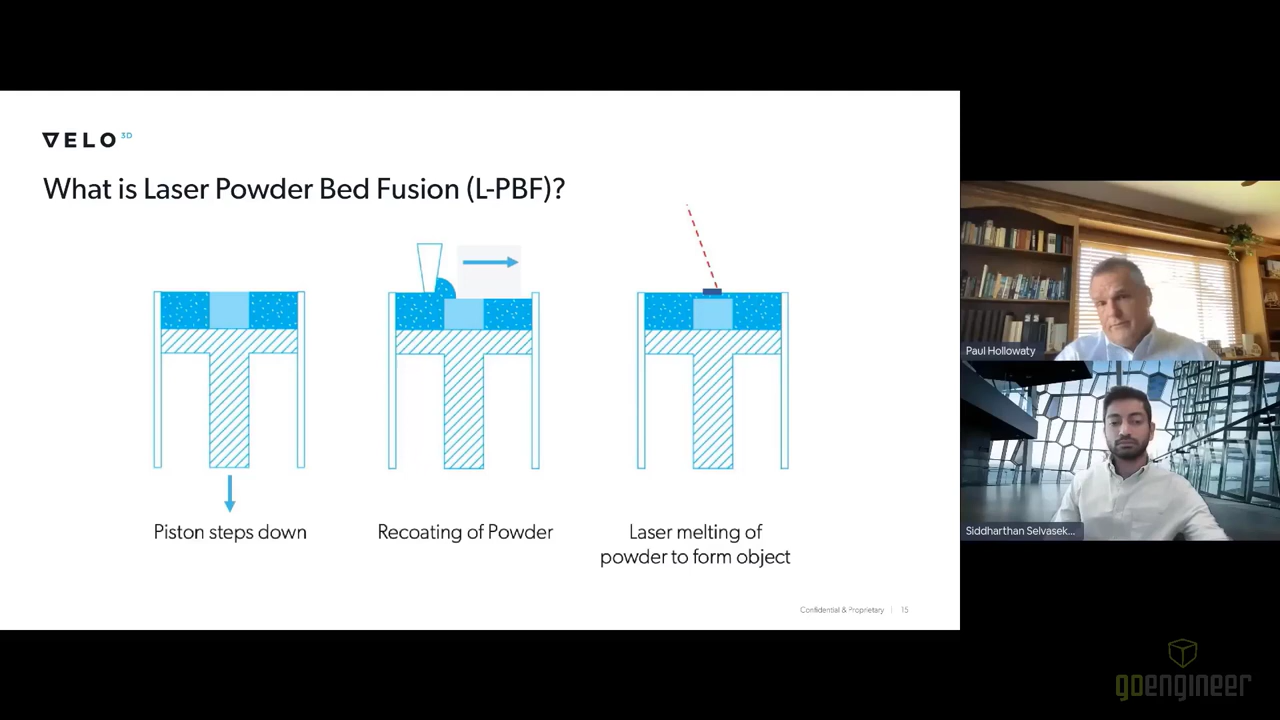 VELO 3D
What is Laser Powder Bed Fusion (L-PBF)?
Piston steps down
Recoating of Powder
Laser melting of
powder to form object
Confidential & Proprietary | 15
Paul Hollowaty
Siddharthan Selvasek...
goengineer